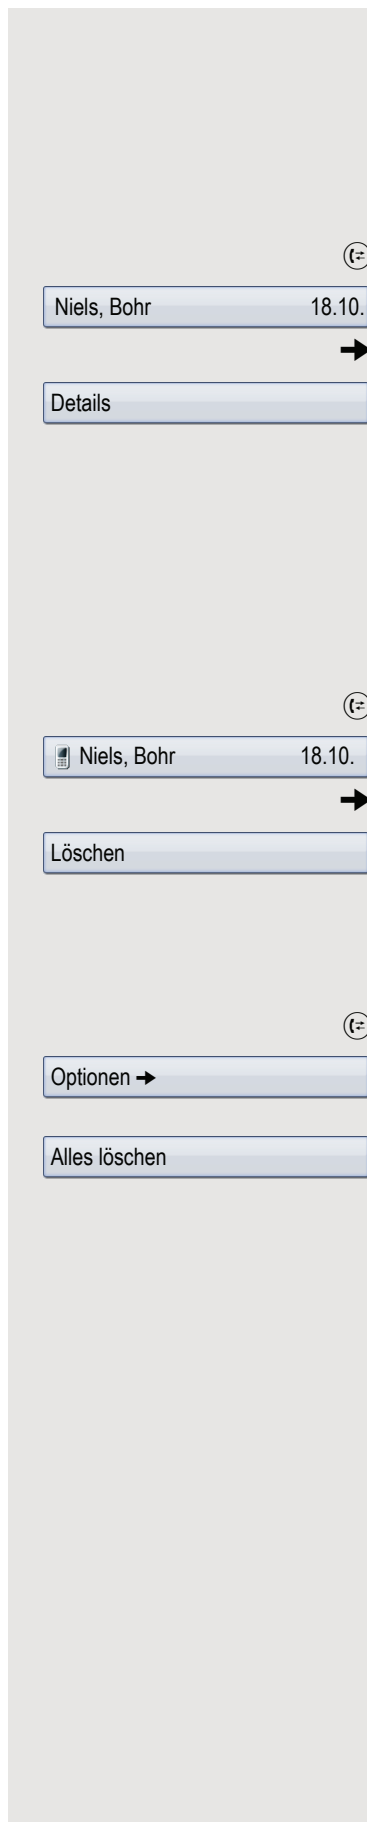 Niels, Bohr 18.10.
Details
Niels, Bohr 18.10.
Löschen
Optionen ➜
Alles löschen